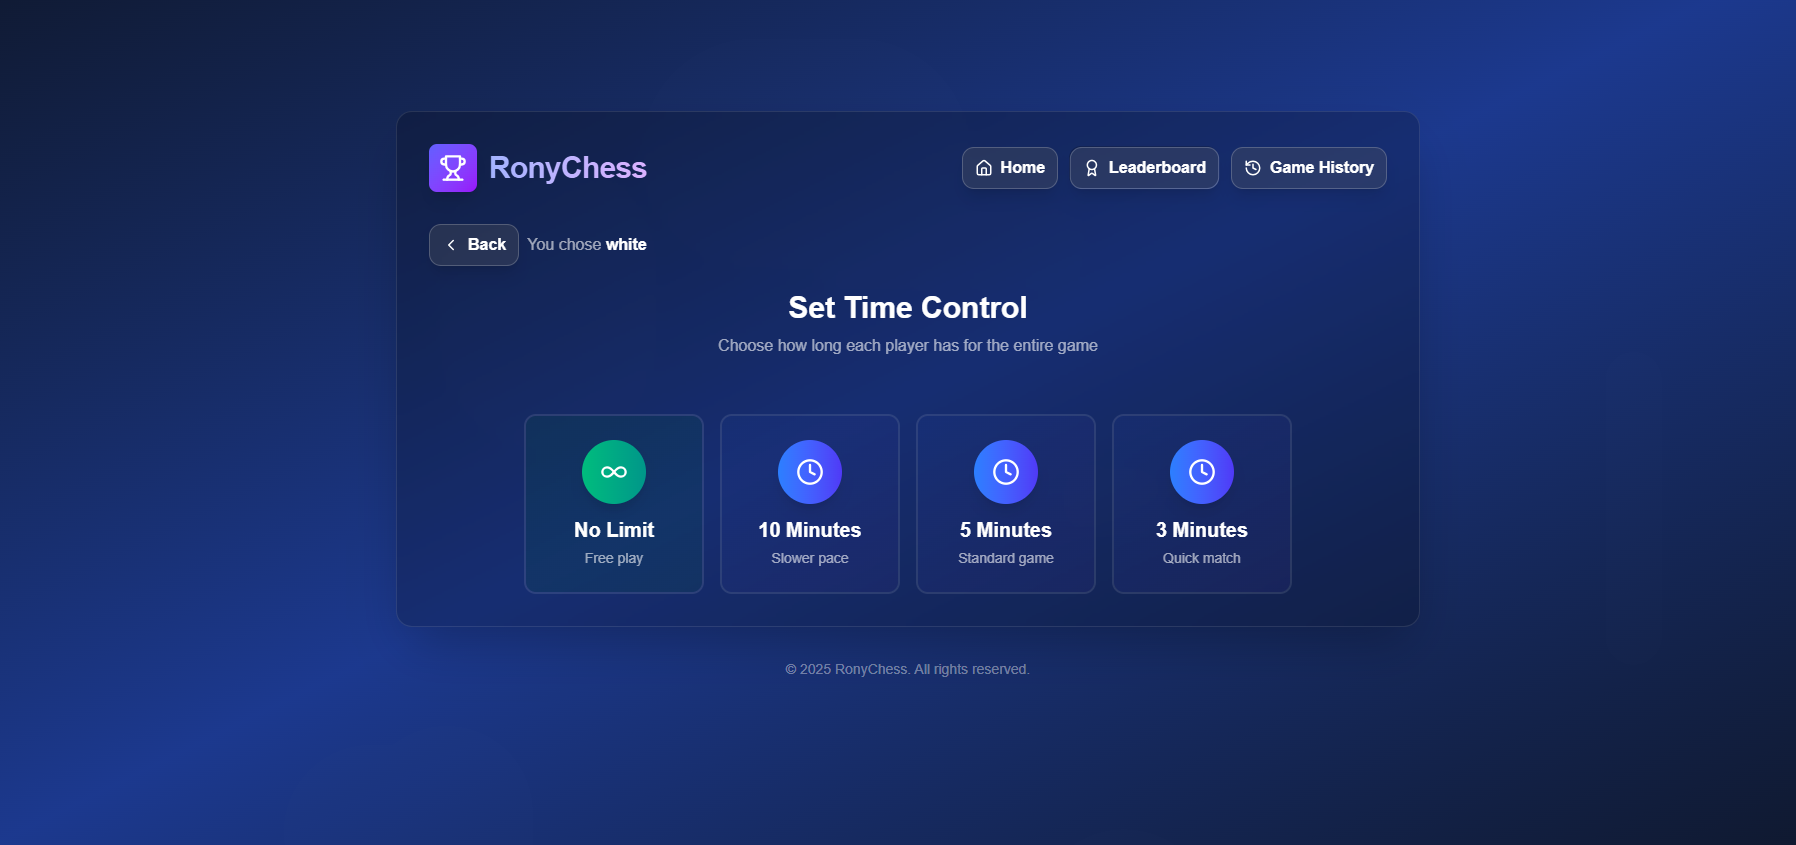 RonyChess
Home
Leaderboard
Game History
Back
You chose white
Set Time Control
Choose how long each player has for the entire game
No Limit
Free play
10 Minutes
Slower pace
5 Minutes
Standard game
3 Minutes
Quick match
© 2025 RonyChess. All rights reserved.